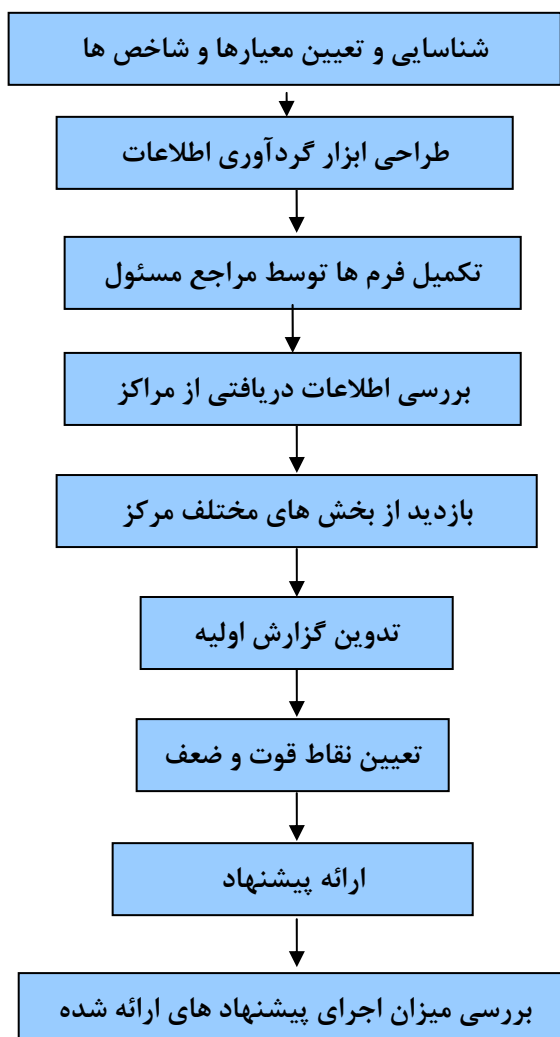 شناسایی و تعیین معیارها و شاخص ها
طراحی ابزار گردآوری اطلاعات
تکمیل فرم ها توسط مراجع مسئول
بررسی اطلاعات دریافتی از مراکز
بازدید از بخش های مختلف مرکز
تدوین گزارش اولیه
تعیین نقاط قوت و ضعف
ارائه پیشنهاد
بررسی میزان اجرای پیشنهاد های ارائه شده